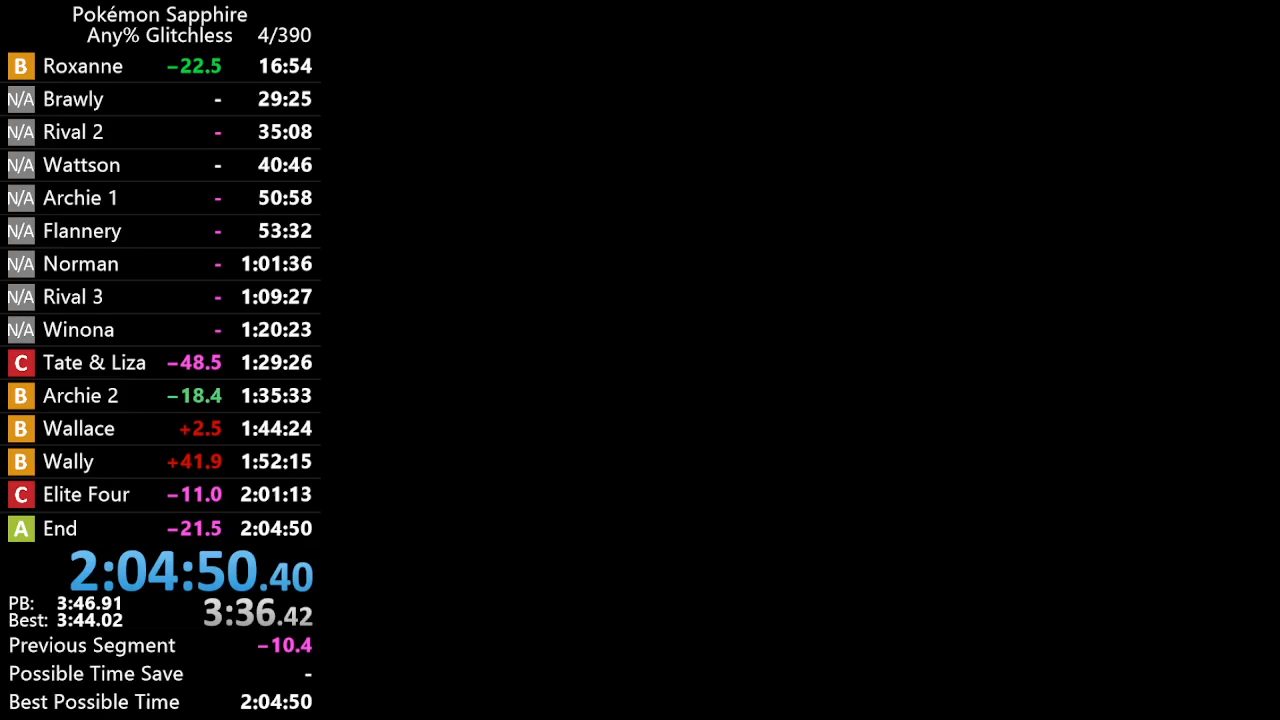 Pokémon Sapphire
Any% Glitchless 4/390
B Roxanne −22.5 16:54
N/A Brawly - 29:25
N/A Rival 2 - 35:08
N/A Wattson - 40:46
N/A Archie 1 - 50:58
N/A Flannery - 53:32
N/A Norman - 1:01:36
N/A Rival 3 - 1:09:27
N/A Winona - 1:20:23
C Tate & Liza −48.5 1:29:26
B Archie 2 −18.4 1:35:33
B Wallace +2.5 1:44:24
B Wally +41.9 1:52:15
C Elite Four −11.0 2:01:13
A End −21.5 2:04:50
2:04:50.40
PB: 3:46.91
Best: 3:44.02 3:36.42
Previous Segment −10.4
Possible Time Save -
Best Possible Time 2:04:50